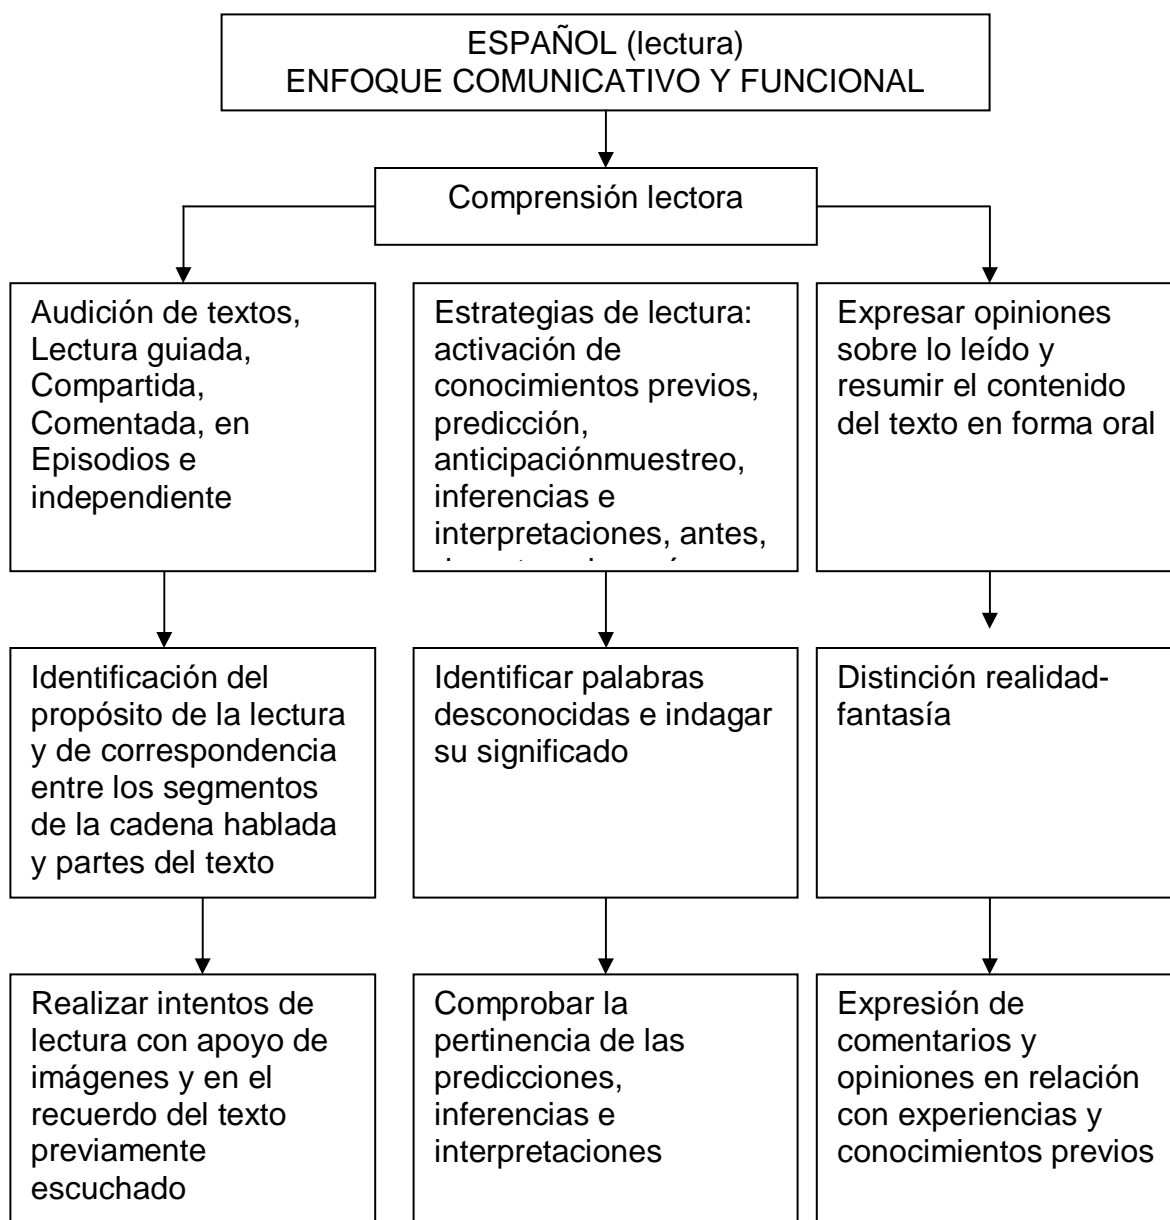 ESPAÑOL (lectura)
ENFOQUE COMUNICATIVO Y FUNCIONAL
Comprensión lectora
Audición de textos,
Lectura guiada,
Compartida,
Comentada, en
Episodios e
independiente
Estrategias de lectura:
activación de
conocimientos previos,
predicción,
anticipaciónmuestreo,
inferencias e
interpretaciones, antes,
Expresar opiniones
sobre lo leído y
resumir el contenido
del texto en forma oral
Identificación del
propósito de la lectura
y de correspondencia
entre los segmentos
de la cadena hablada
y partes del texto
Identificar palabras
desconocidas e indagar
su significado
Distinción realidad-
fantasía
Realizar intentos de
lectura con apoyo de
imágenes y en el
recuerdo del texto
previamente
escuchado
Comprobar la
pertinencia de las
predicciones,
inferencias e
interpretaciones
Expresión de
comentarios y
opiniones en relación
con experiencias y
conocimientos previos